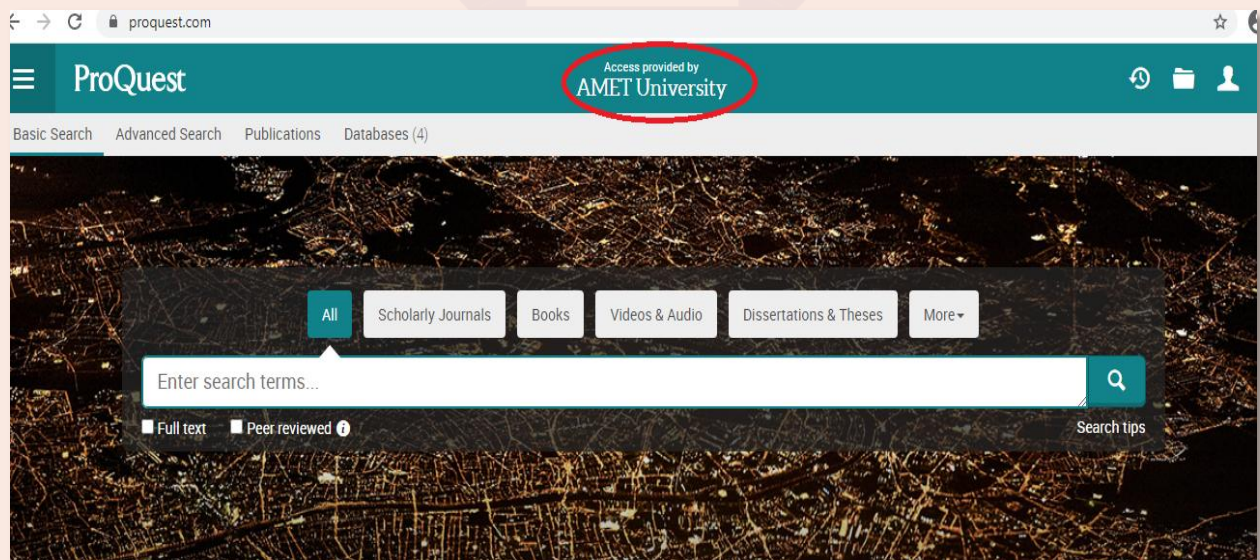 proquest.com
ProQuest
Access provided by
AMET University
Basic Search Advanced Search Publications Databases (4)
All Scholarly Journals Books Videos & Audio Dissertations & Theses More
Enter search terms...
Full text Peer reviewed i
Search tips